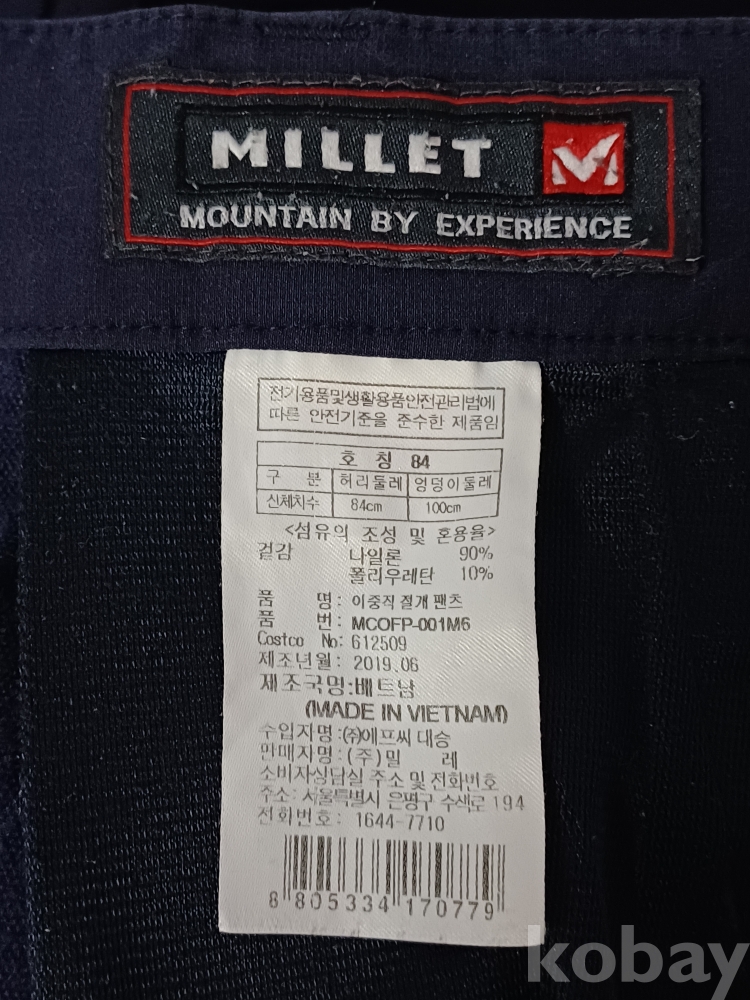 MILLET
MOUNTAIN BY EXPERIENCE
전기용품및생활용품안전관리법에
따른 안전기준을 준수한 제품임
호 칭 84
구 분 허리둘레 엉덩이둘레
신체치수 84cm 100cm
<섬유의 조성 및 혼용율>
겉감 나일론 90%
폴리우레탄 10%
품 명: 이중직 절개 팬츠
품 번: MCOFP-001M6
Costco No: 612509
제조년월: 2019.06
제조국명:베트남
(MADE IN VIETNAM)
수입자명:(주)에프씨 대승
판매자명:(주)밀 레
소비자상담실 주소 및 전화번호
주소: 서울특별시 은평구 수색로 194
전화번호: 1644-7710
8 805334 170779
kobay